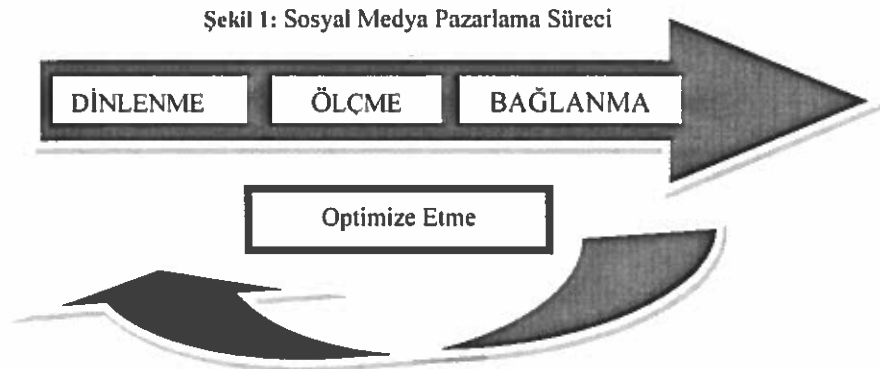 Şekil 1: Sosyal Medya Pazarlama Süreci
DİNLENME ÖLÇME BAĞLANMA
Optimize Etme